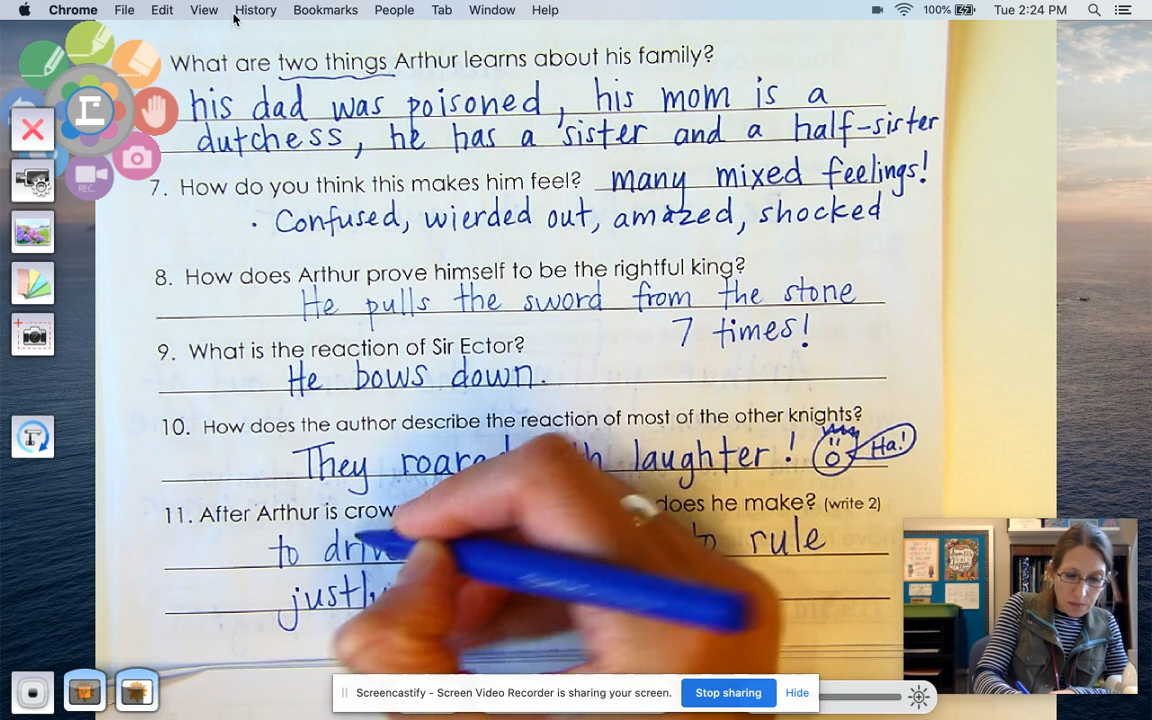 Chrome File Edit View History Bookmarks People Tab Window Help 100% Tue 2:24 PM
What are two things Arthur learns about his family?
his dad was poisoned, his mom is a
dutchess, he has a sister and a half-sister
7. How do you think this makes him feel? many mixed feelings!
. Confused, wierded out, amazed, shocked
8. How does Arthur prove himself to be the rightful king?
He pulls the sword from the stone
7 times!
9. What is the reaction of Sir Ector?
He bows down.
10. How does the author describe the reaction of most of the other knights?
They laughter! Ha!
11. After Arthur is does he make? (write 2)
to rule
REC
Screencastify - Screen Video Recorder is sharing your screen. Stop sharing Hide